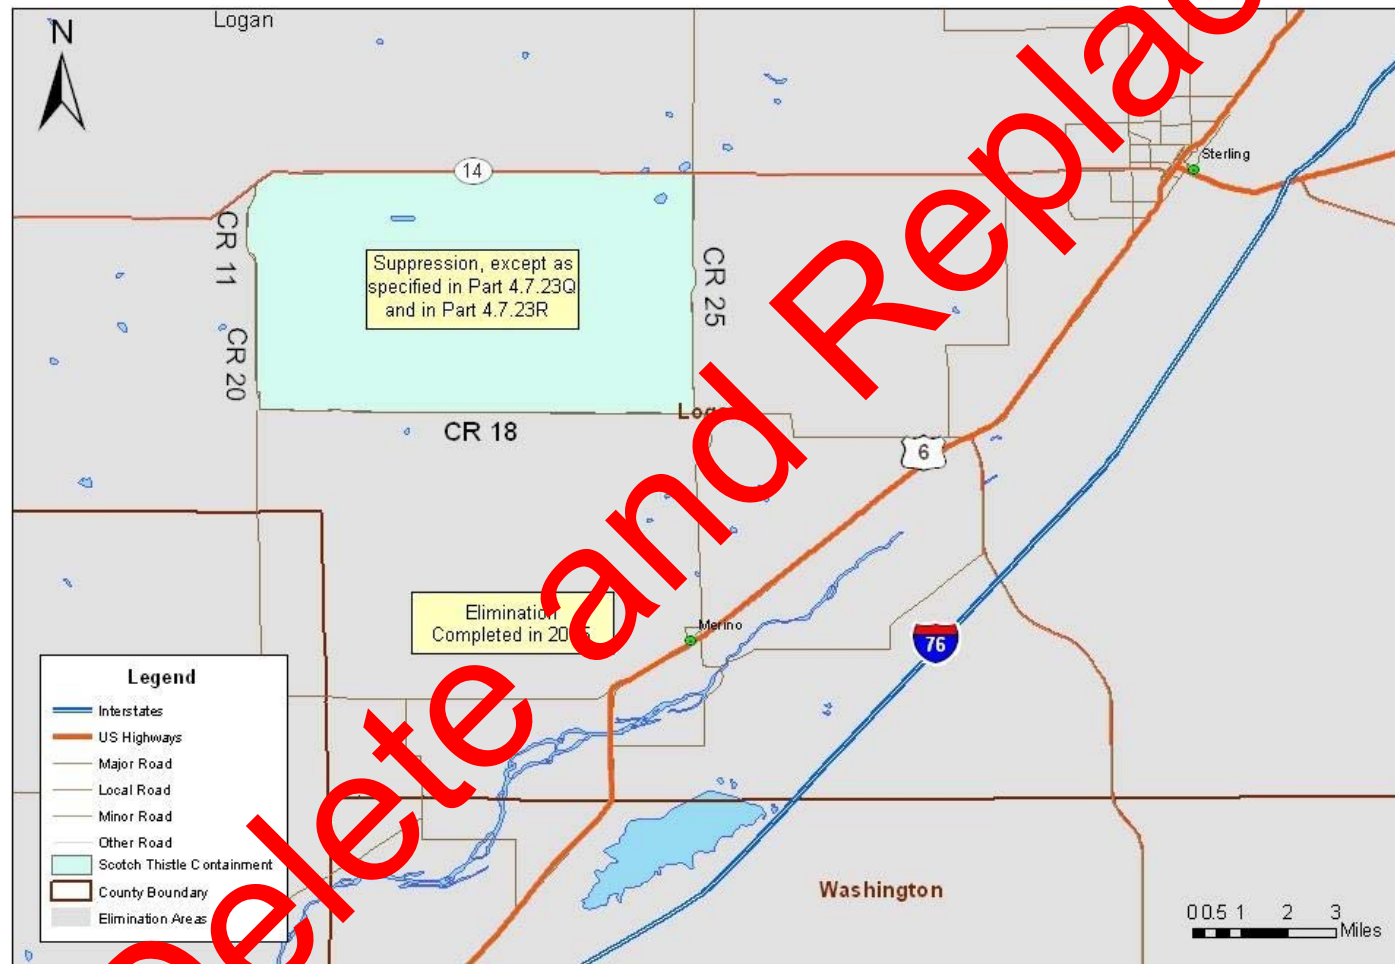 Logan
N
14
Sterling
CR 11
Suppression, except as
specified in Part 4.7.23Q
and in Part 4.7.23R
CR 25
CR 20
CR 18
6
Elimination
Completed in
Merino
76
Legend
Interstates
US Highways
Major Road
Local Road
Minor Road
Other Road
Scotch Thistle Containment
County Boundary
Elimination Areas
Washington
0 0.5 1 2 3
Miles
and